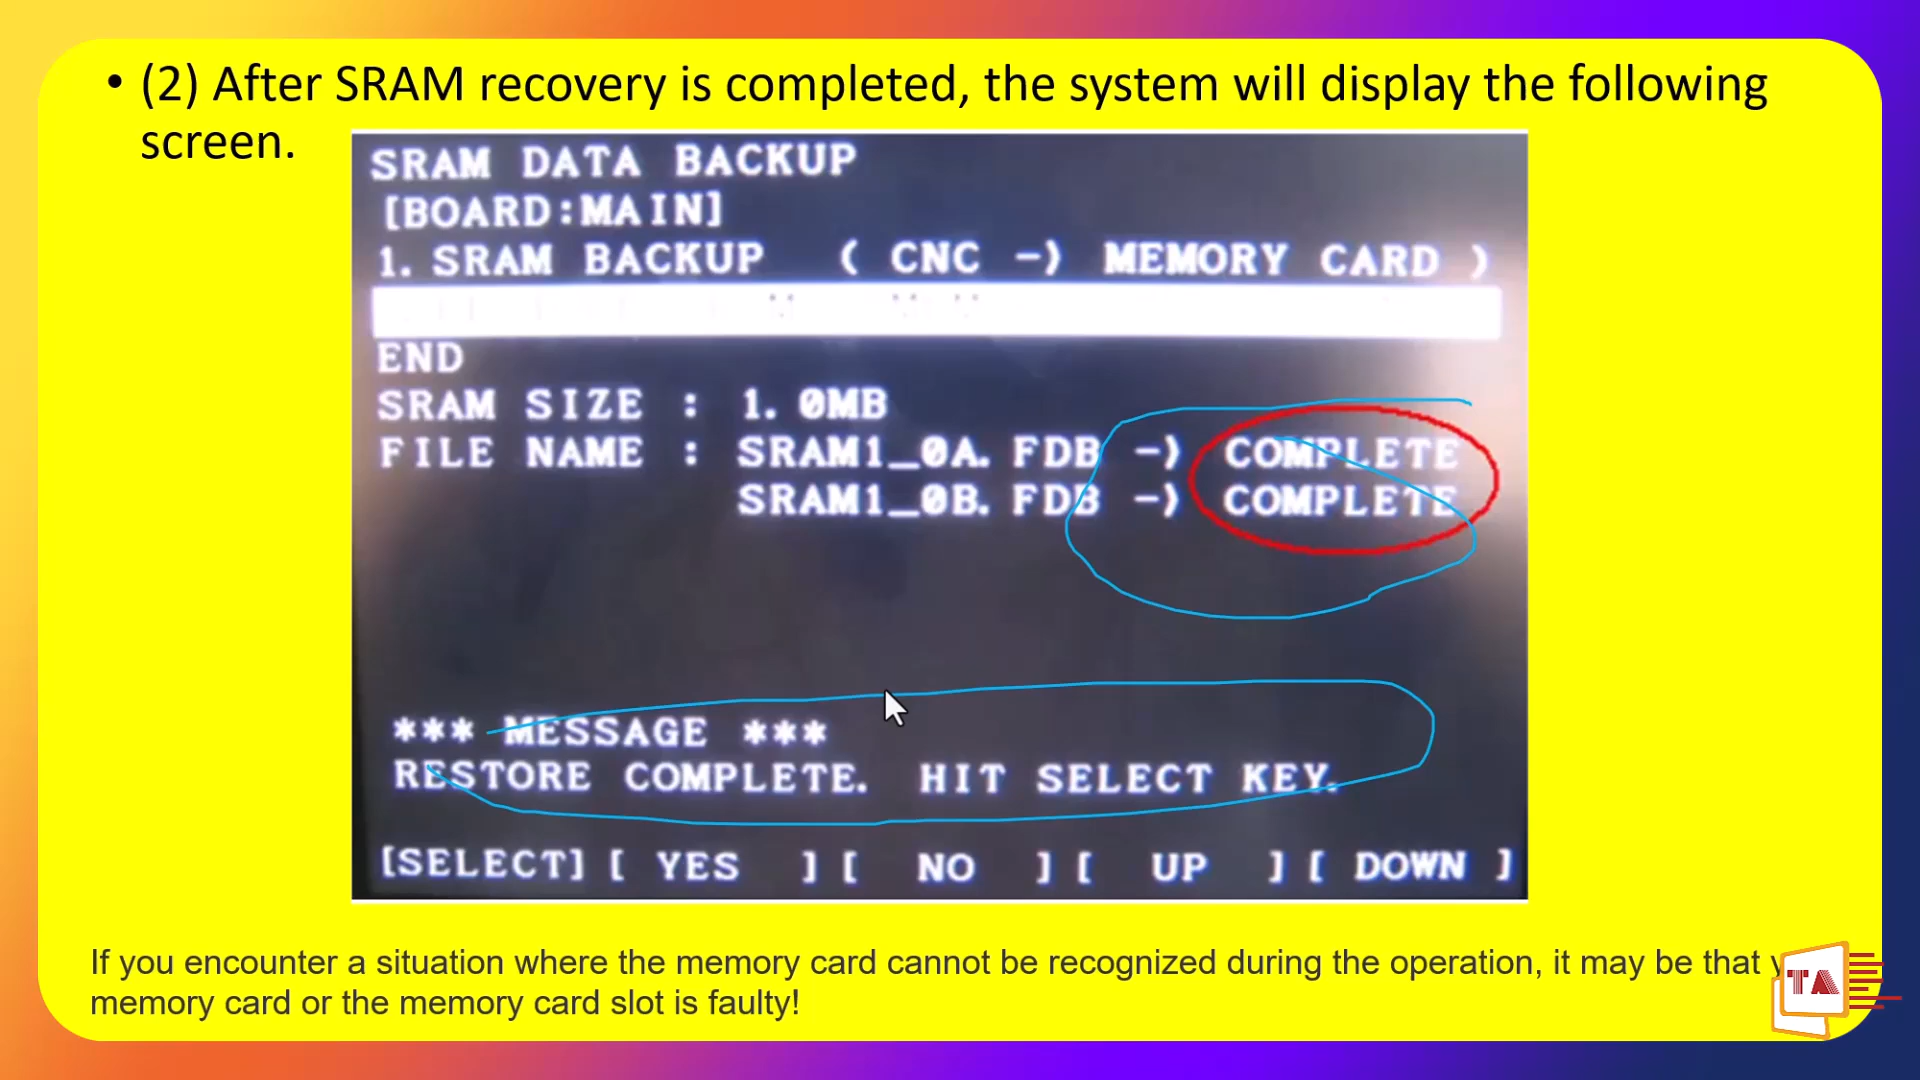 • (2) After SRAM recovery is completed, the system will display the following
screen.
SRAM DATA BACKUP
[BOARD:MAIN]
1. SRAM BACKUP ( CNC -) MEMORY CARD )
END
SRAM SIZE : 1. 0MB
FILE NAME : SRAM1_0A. FDB -) COMPLETE
SRAM1_0B. FDB -) COMPLETE
*** MESSAGE ***
RESTORE COMPLETE. HIT SELECT KEY.
[SELECT] [ YES ] [ NO ] [ UP ] [ DOWN ]
If you encounter a situation where the memory card cannot be recognized during the operation, it may be that
memory card or the memory card slot is faulty!
TA